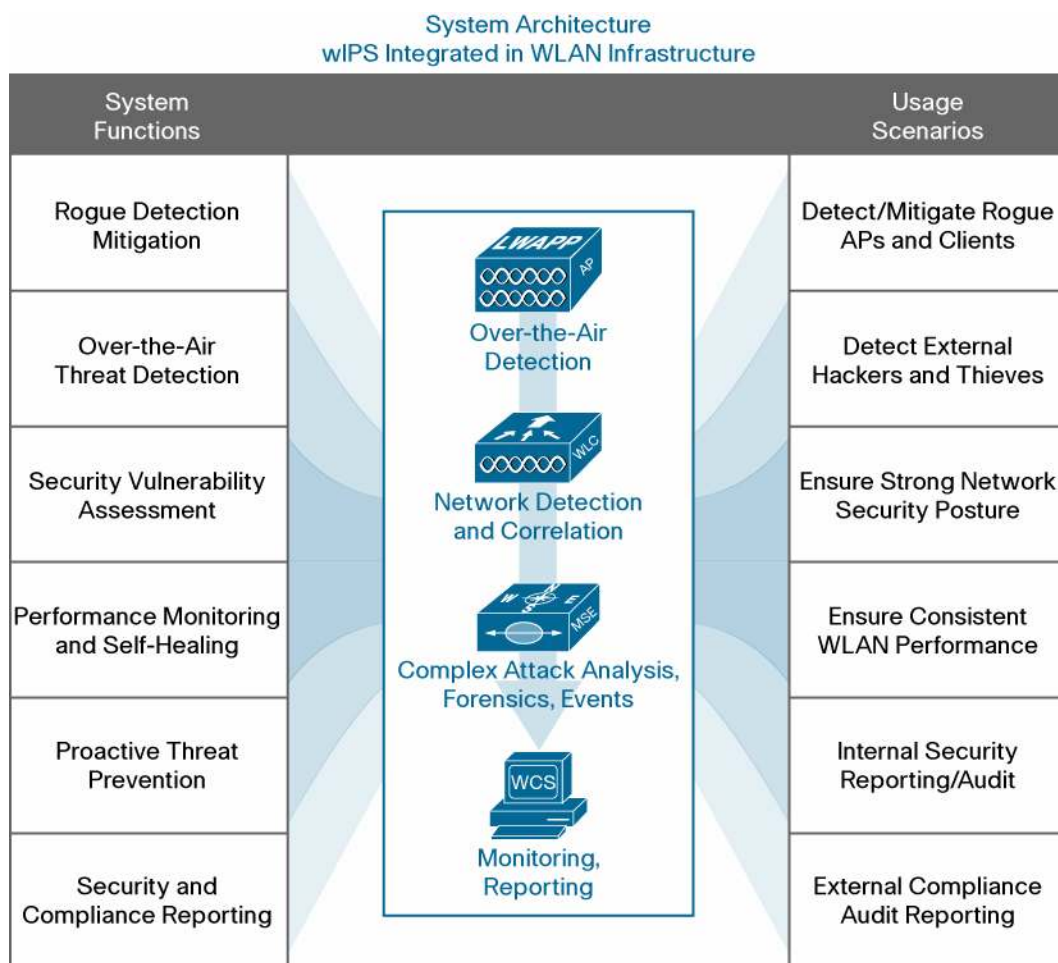 System Architecture
wIPS Integrated in WLAN Infrastructure
System
Functions
Usage
Scenarios
Rogue Detection
Mitigation
Over-the-Air
Threat Detection
Security Vulnerability
Assessment
Performance Monitoring
and Self-Healing
Proactive Threat
Prevention
Security and
Compliance Reporting
LWAPP
AP
Over-the-Air
Detection
WLC
Network Detection
and Correlation
N
W
E
S
MSE
Complex Attack Analysis,
Forensics, Events
WCS
Monitoring,
Reporting
Detect/Mitigate Rogue
APs and Clients
Detect External
Hackers and Thieves
Ensure Strong Network
Security Posture
Ensure Consistent
WLAN Performance
Internal Security
Reporting/Audit
External Compliance
Audit Reporting